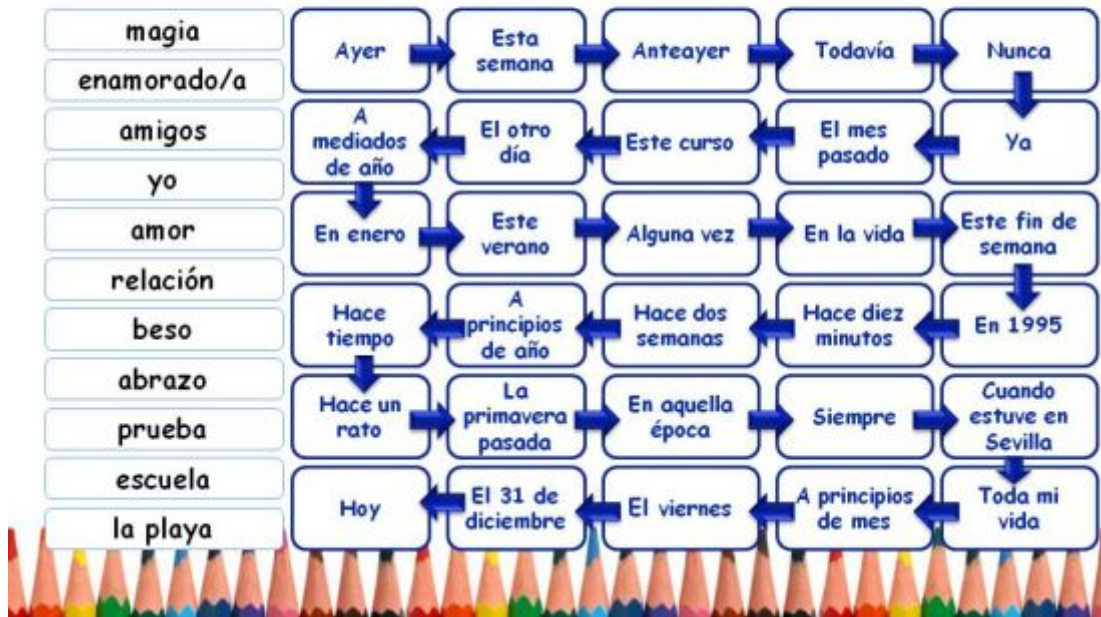 magia
enamorado/a
amigos
yo
amor
relación
beso
abrazo
prueba
escuela
la playa
Ayer
Esta
semana
Anteayer
Todavía
Nunca
A
mediados
de año
El otro
día
Este curso
El mes
pasado
Ya
En enero
Este
verano
Alguna vez
En la vida
Este fin de
semana
Hace
tiempo
A
principios
de año
Hace dos
semanas
Hace diez
minutos
En 1995
Hace un
rato
La
primavera
pasada
En aquella
época
Siempre
Cuando
estuve en
Sevilla
Hoy
El 31 de
diciembre
El viernes
A principios
de mes
Toda mi
vida